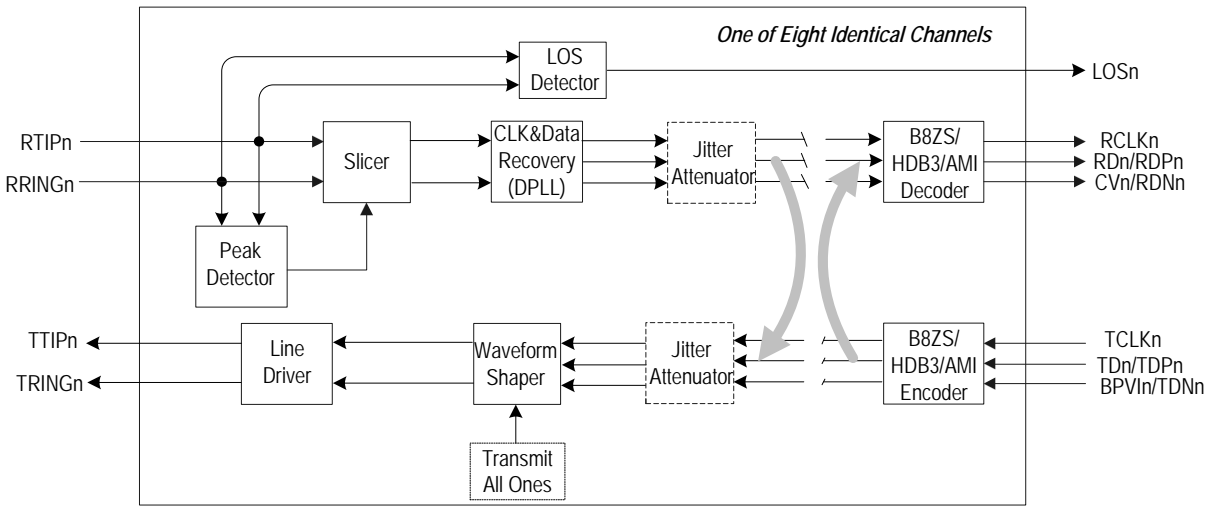 One of Eight Identical Channels
LOS
Detector
LOSn
RTIPn
RRINGn
Slicer
CLK&Data
Recovery
(DPLL)
Jitter
Attenuator
B8ZS/
HDB3/AMI
Decoder
RCLKn
RDn/RDPn
CVn/RDNn
Peak
Detector
TTIPn
TRINGn
Line
Driver
Waveform
Shaper
Jitter
Attenuator
B8ZS/
HDB3/AMI
Encoder
TCLKn
TDn/TDPn
BPVIn/TDNn
Transmit
All Ones